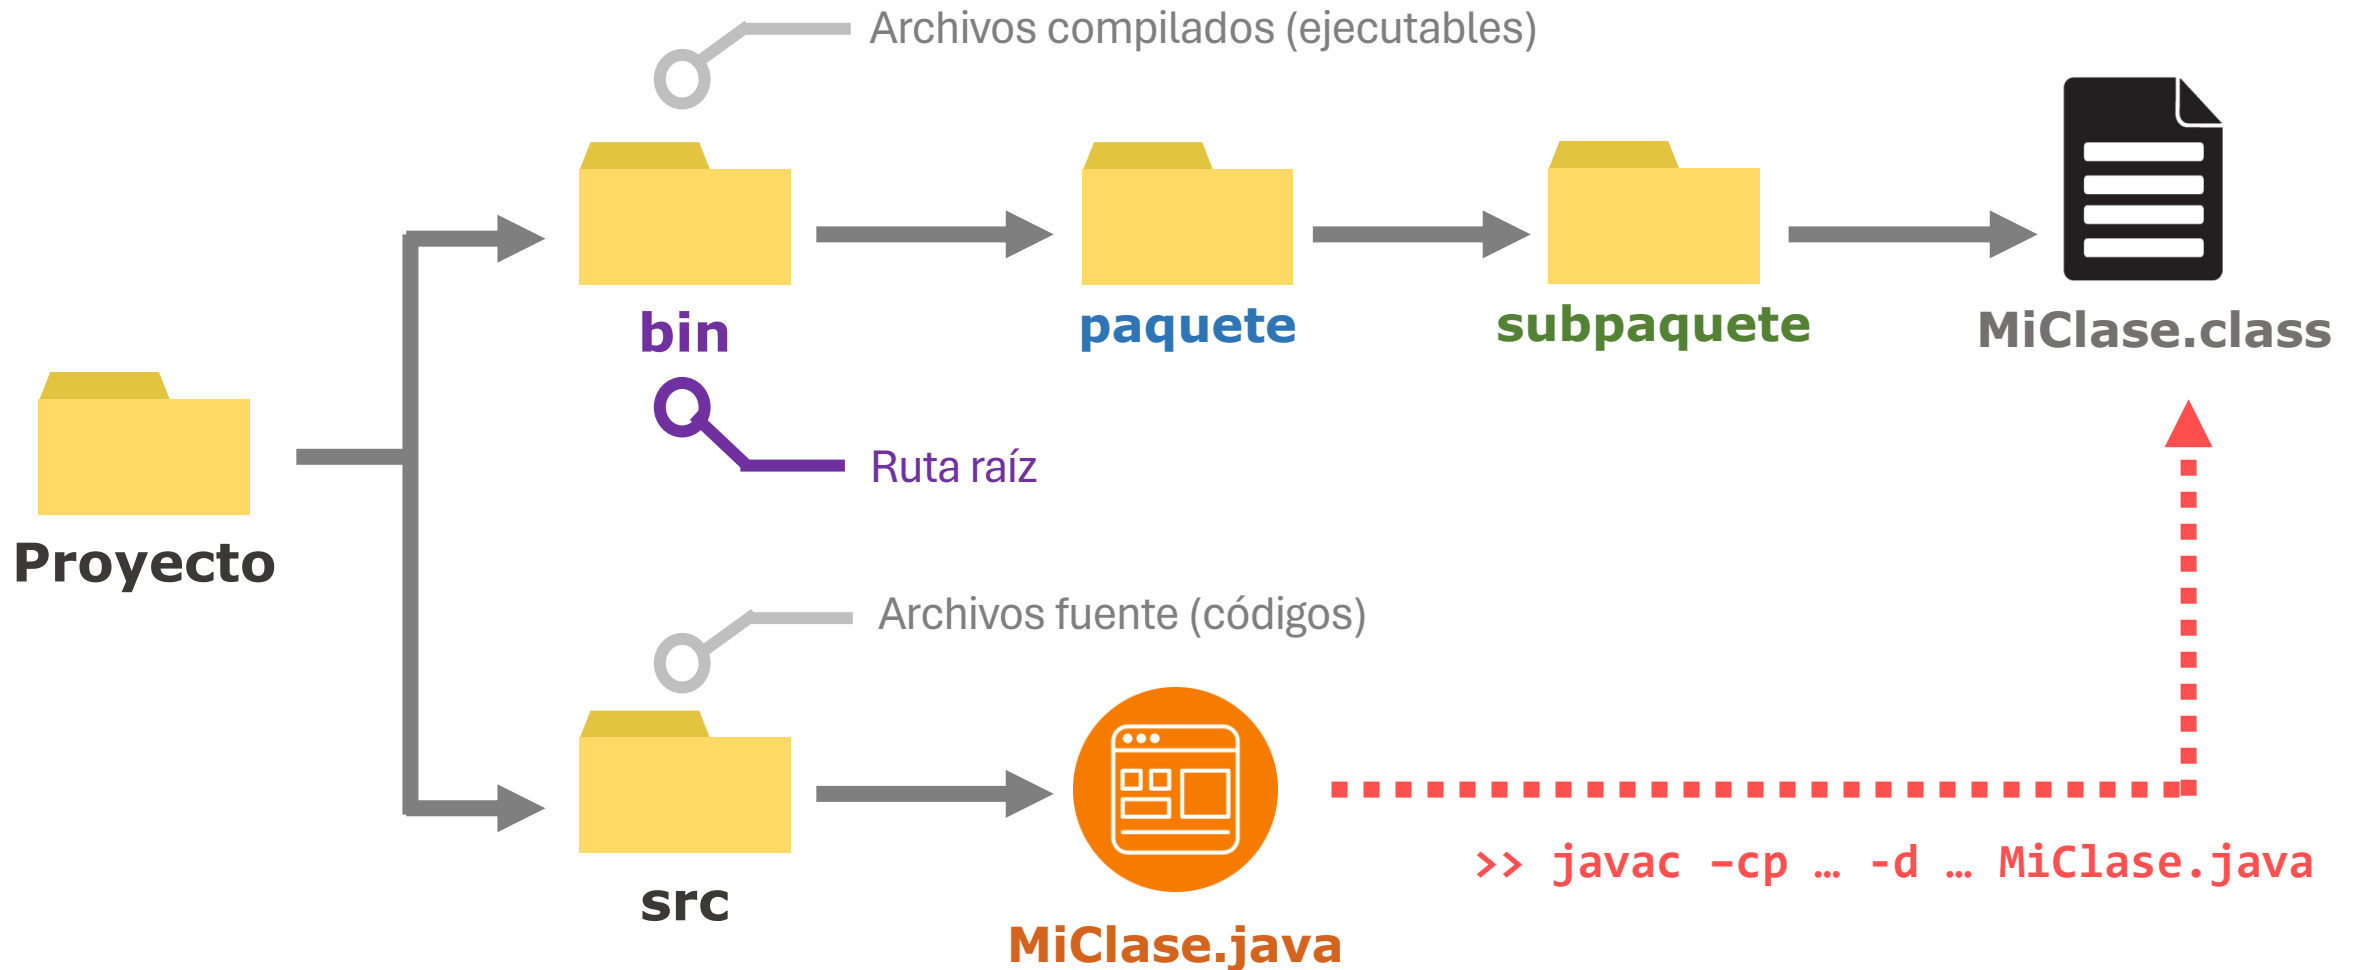 Archivos compilados (ejecutables)
bin
paquete
subpaquete
MiClase.class
Ruta raíz
Proyecto
Archivos fuente (códigos)
>> javac –cp … -d … MiClase.java
src
MiClase.java